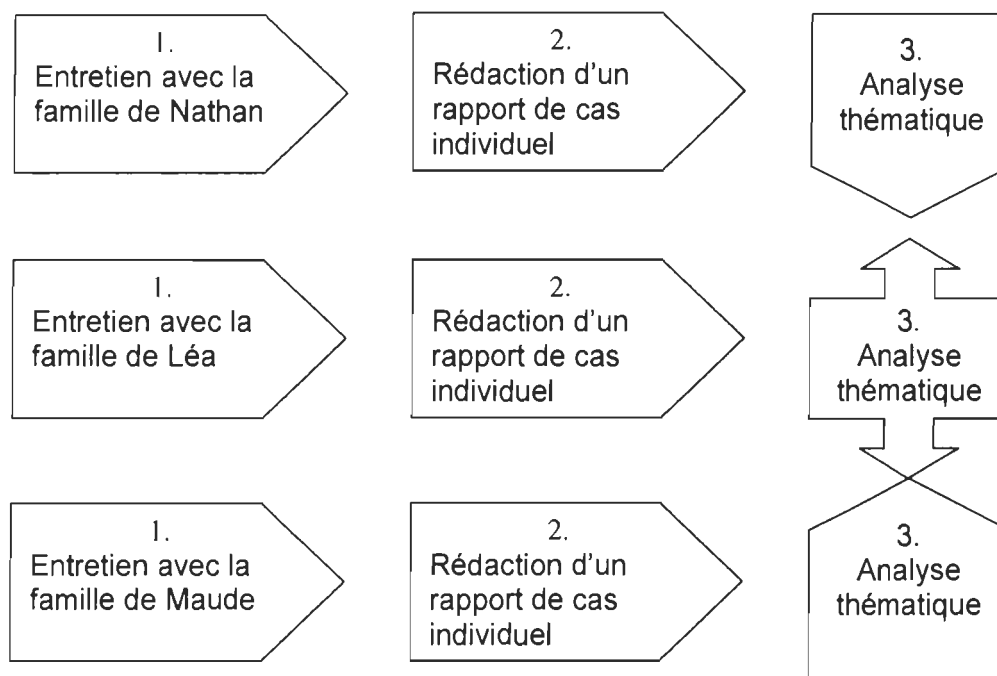 1.
Entretien avec la
famille de Nathan
2.
Rédaction d'un
rapport de cas
individuel
3.
Analyse
thématique
1.
Entretien avec la
famille de Léa
2.
Rédaction d'un
rapport de cas
individuel
3.
Analyse
thématique
1.
Entretien avec la
famille de Maude
2.
Rédaction d'un
rapport de cas
individuel
3.
Analyse
thématique